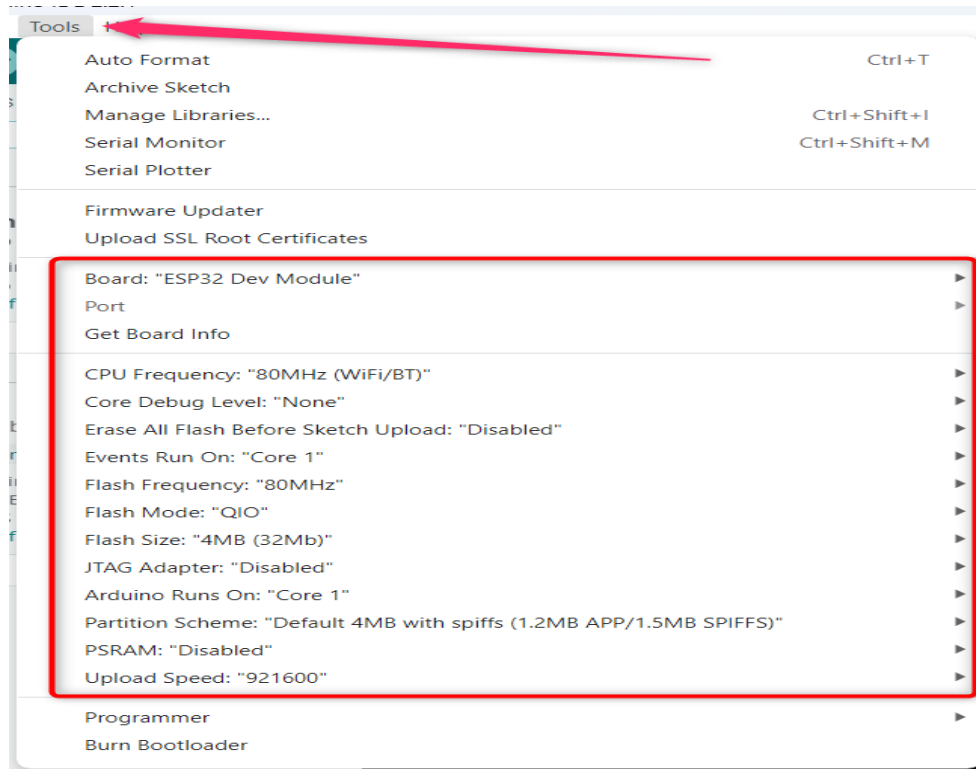 Tools
Auto Format Ctrl+T
Archive Sketch
Manage Libraries... Ctrl+Shift+I
Serial Monitor Ctrl+Shift+M
Serial Plotter
Firmware Updater
Upload SSL Root Certificates
Board: "ESP32 Dev Module"
Port
Get Board Info
CPU Frequency: "80MHz (WiFi/BT)"
Core Debug Level: "None"
Erase All Flash Before Sketch Upload: "Disabled"
Events Run On: "Core 1"
Flash Frequency: "80MHz"
Flash Mode: "QIO"
Flash Size: "4MB (32Mb)"
JTAG Adapter: "Disabled"
Arduino Runs On: "Core 1"
Partition Scheme: "Default 4MB with spiffs (1.2MB APP/1.5MB SPIFFS)"
PSRAM: "Disabled"
Upload Speed: "921600"
Programmer
Burn Bootloader